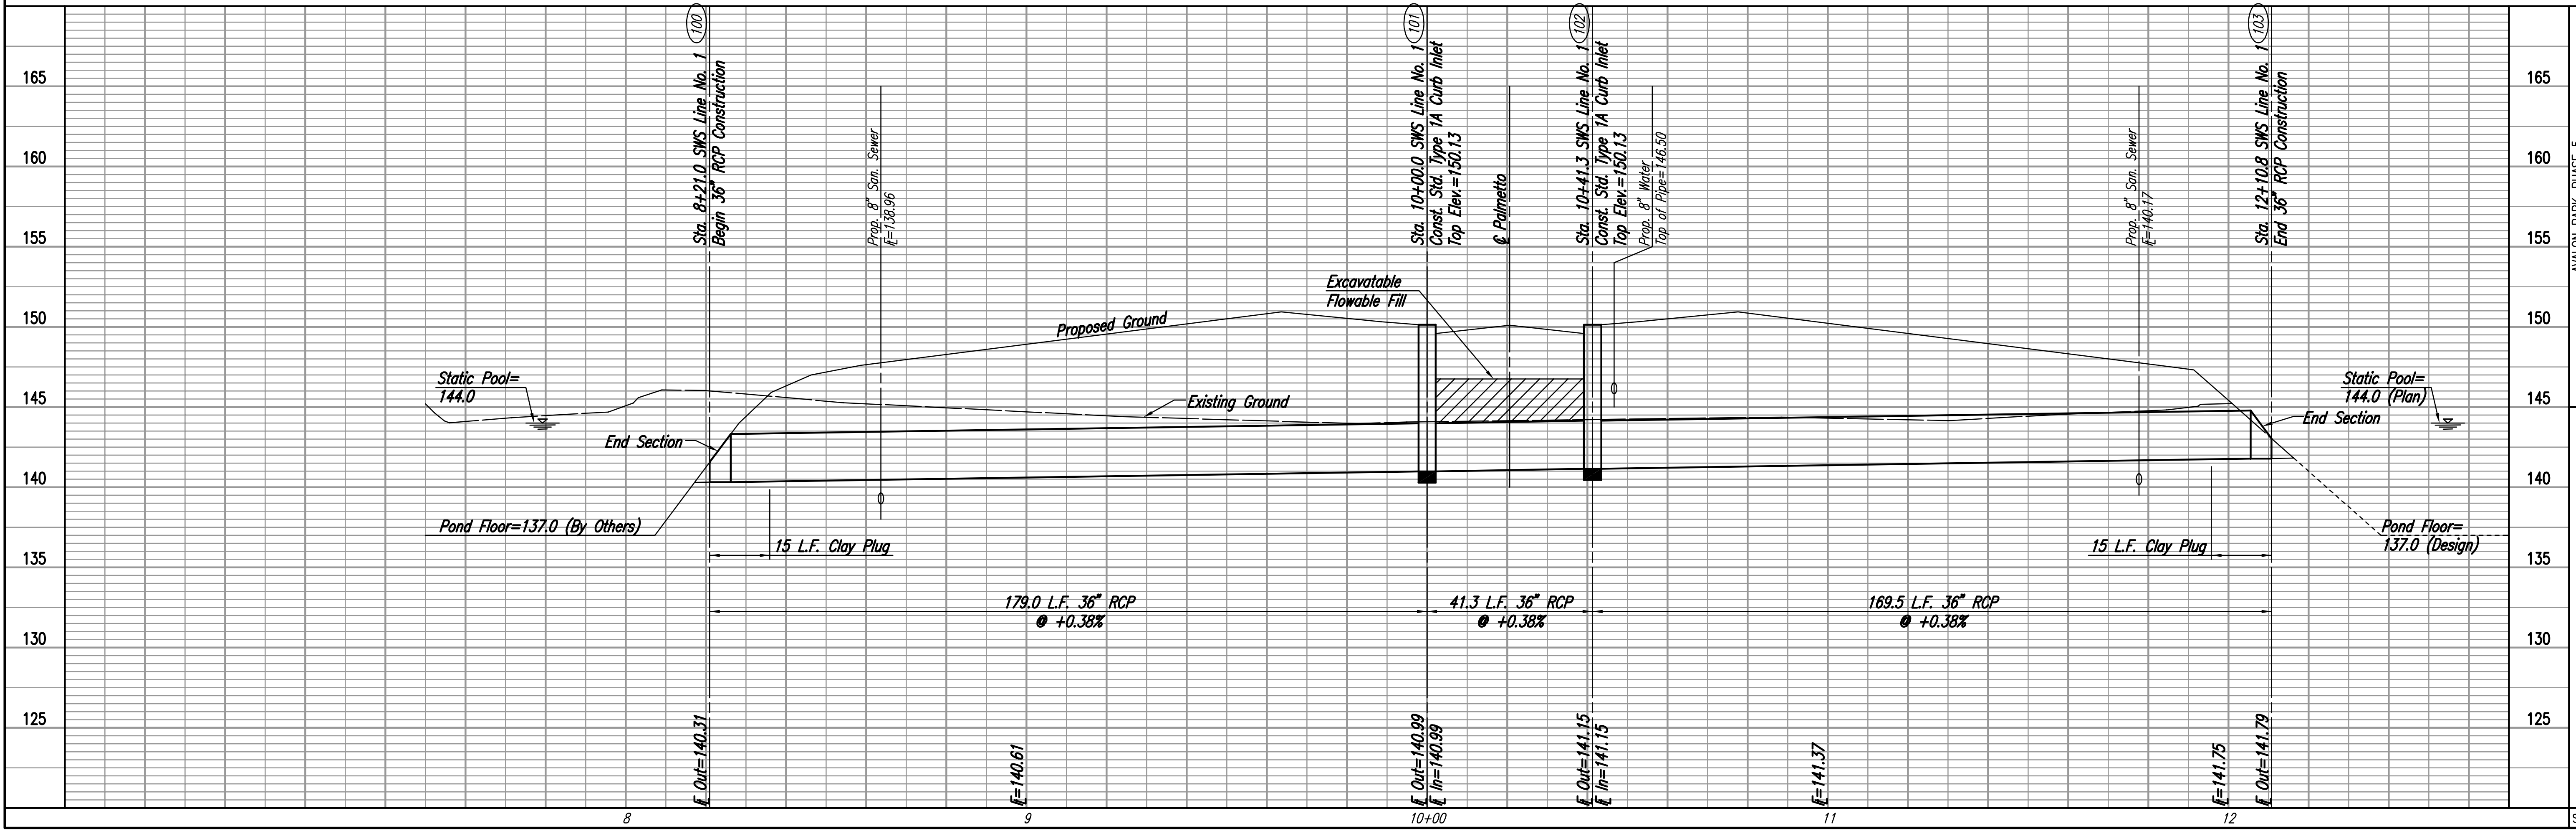 100
Sta. 8+21.0 SWS Line No. 1
Begin 36" RCP Construction
Prop. 8" San. Sewer
℄=138.96
101
Sta. 10+00.0 SWS Line No. 1
Const. Std. Type 1A Curb Inlet
Top Elev.=150.13
℄ Palmetto
102
Sta. 10+41.3 SWS Line No. 1
Const. Std. Type 1A Curb Inlet
Top Elev.=150.13
Prop. 8" Water
Top of Pipe=146.50
Prop. 8" San. Sewer
℄=140.17
103
Sta. 12+10.8 SWS Line No. 1
End 36" RCP Construction
165
165
160
160
155
155
150
150
145
145
140
140
135
135
130
130
125
125
Excavatable
Flowable Fill
Proposed Ground
Static Pool=
144.0
Existing Ground
End Section
Static Pool=
144.0 (Plan)
End Section
Pond Floor=137.0 (By Others)
15 L.F. Clay Plug
15 L.F. Clay Plug
Pond Floor=
137.0 (Design)
179.0 L.F. 36" RCP
@ +0.38%
41.3 L.F. 36" RCP
@ +0.38%
169.5 L.F. 36" RCP
@ +0.38%
℄ Out=140.31
℄=140.61
℄ Out=140.99
℄ In=140.99
℄ Out=141.15
℄ In=141.15
℄=141.37
℄=141.75
℄ Out=141.79
8
9
10+00
11
12